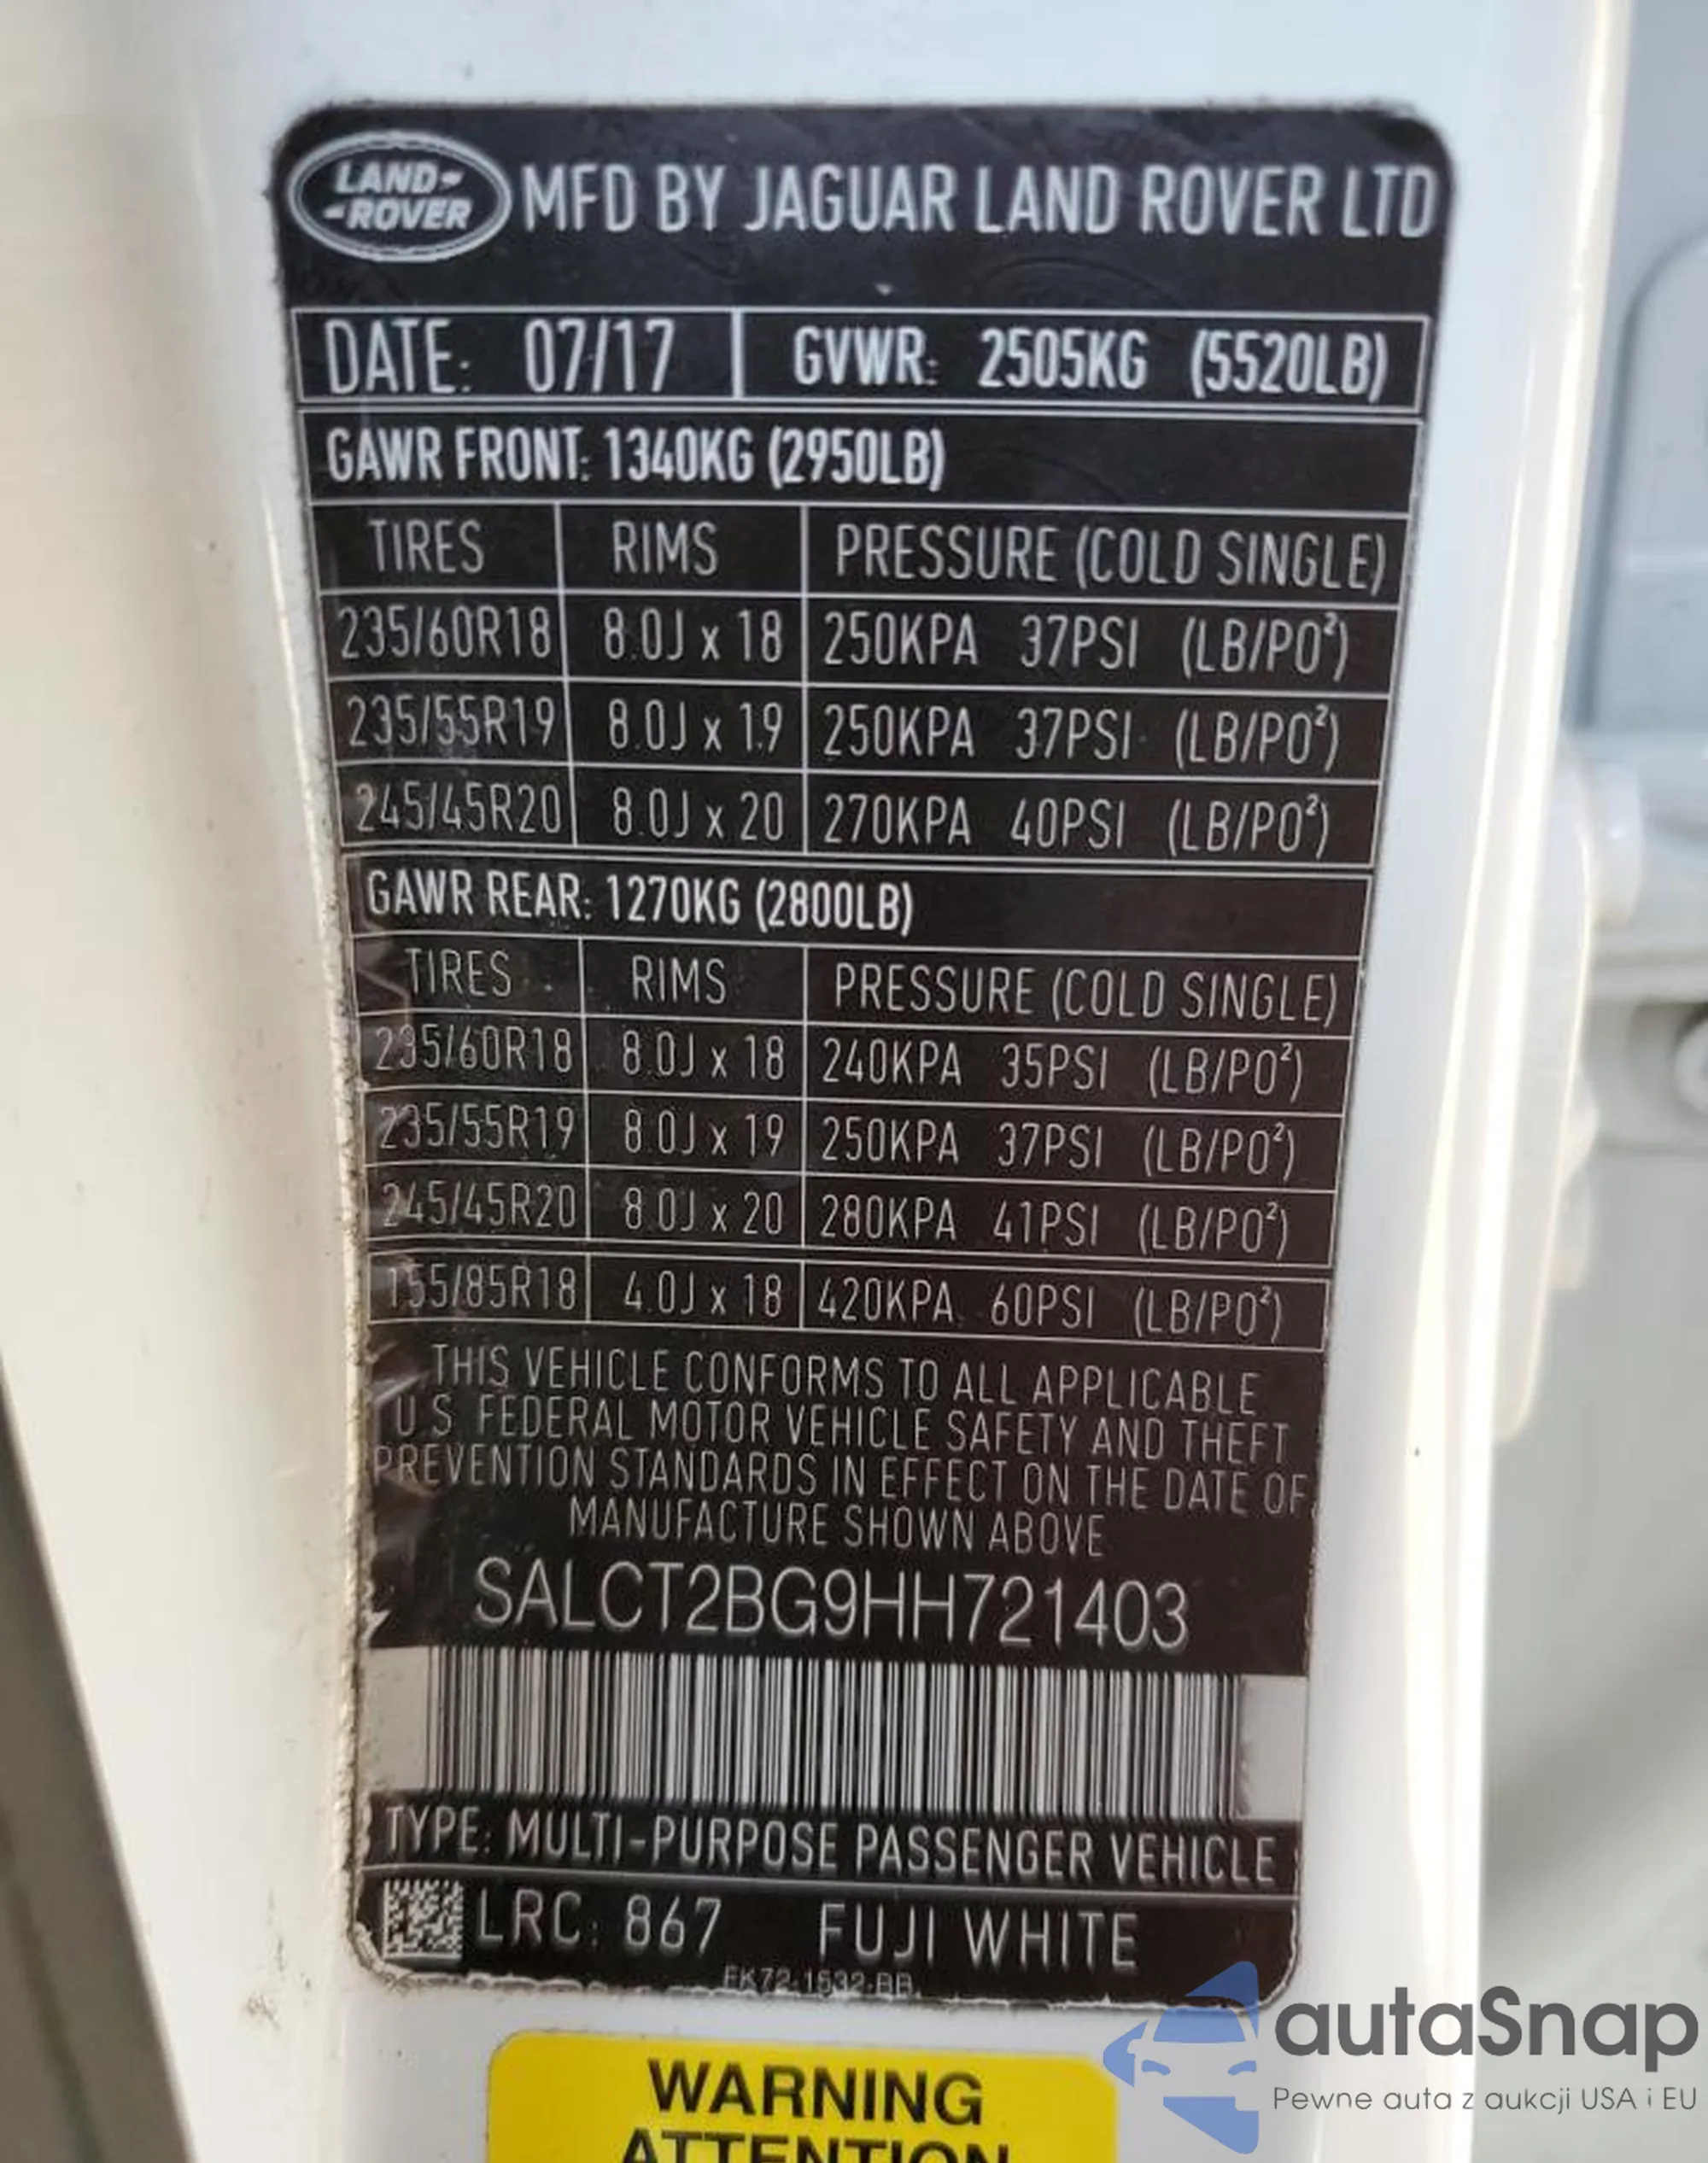 LAND-
-ROVER
MFD BY JAGUAR LAND ROVER LTD
DATE: 07/17 GVWR: 2505KG (5520LB)
GAWR FRONT: 1340KG (2950LB)
TIRES RIMS PRESSURE (COLD SINGLE)
235/60R18 8.0J x 18 250KPA 37PSI (LB/PO²)
235/55R19 8.0J x 19 250KPA 37PSI (LB/PO²)
245/45R20 8.0J x 20 270KPA 40PSI (LB/PO²)
GAWR REAR: 1270KG (2800LB)
TIRES RIMS PRESSURE (COLD SINGLE)
235/60R18 8.0J x 18 240KPA 35PSI (LB/PO²)
235/55R19 8.0J x 19 250KPA 37PSI (LB/PO²)
245/45R20 8.0J x 20 280KPA 41PSI (LB/PO²)
155/85R18 4.0J x 18 420KPA 60PSI (LB/PO²)
THIS VEHICLE CONFORMS TO ALL APPLICABLE
U.S. FEDERAL MOTOR VEHICLE SAFETY AND THEFT
PREVENTION STANDARDS IN EFFECT ON THE DATE OF
MANUFACTURE SHOWN ABOVE
SALCT2BG9HH721403
TYPE: MULTI-PURPOSE PASSENGER VEHICLE
LRC: 867 FUJI WHITE
FK72-1532-BB
WARNING
ATTENTION
autaSnap
Pewne auta z aukcji USA i EU